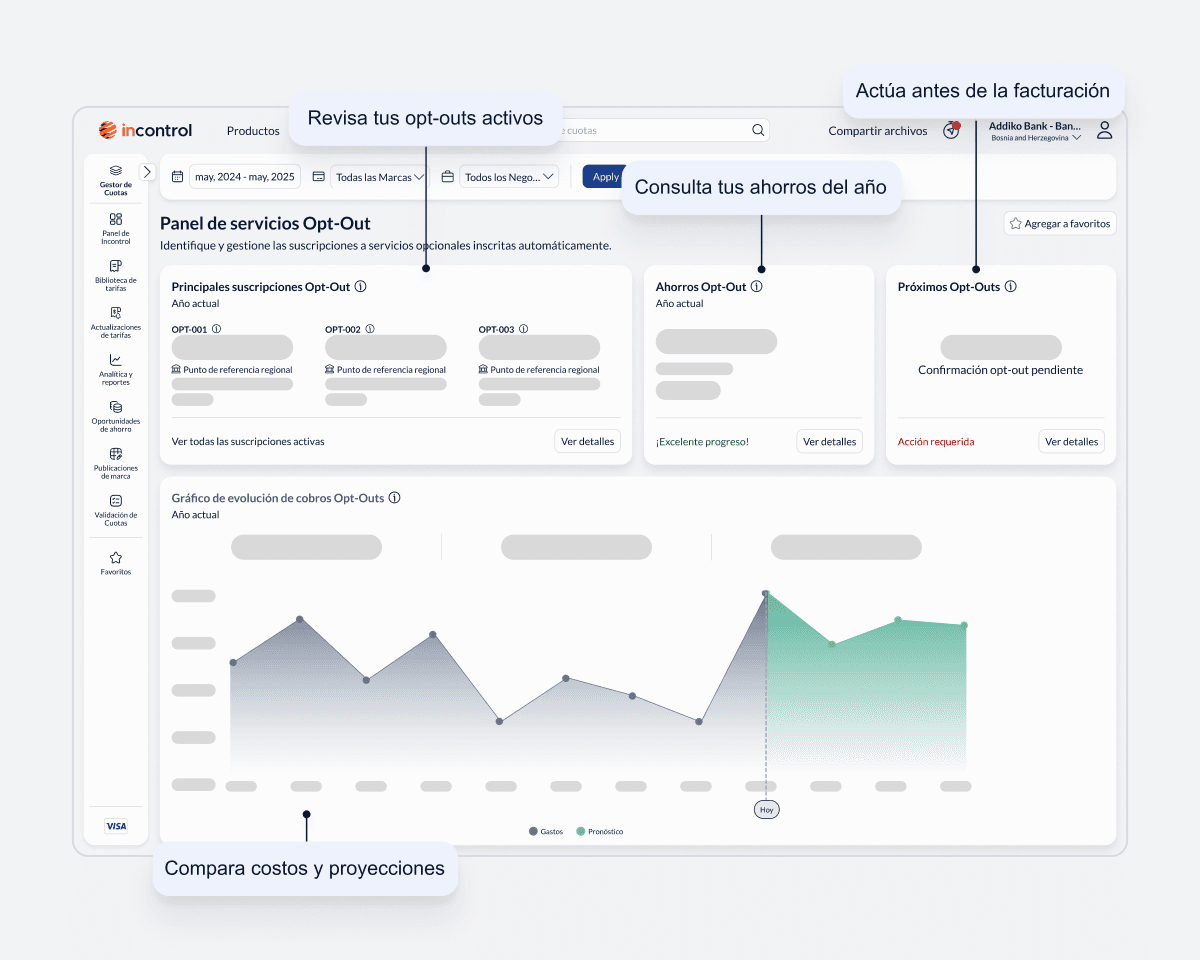 Actúa antes de la facturación
Revisa tus opt-outs activos
incontrol
Productos
e cuotas
Compartir archivos
Addiko Bank - Ban...
Bosnia and Herzegovina
Gestor de
Cuotas
may, 2024 - may, 2025
Todas las Marcas
Todos los Nego...
Apply
Consulta tus ahorros del año
Panel de
Incontrol
Biblioteca de
tarifas
Actualizaciones
de tarifas
Analítica y
reportes
Oportunidades
de ahorro
Publicaciones
de marca
Validación de
Cuotas
Favoritos
VISA
Panel de servicios Opt-Out
Identifique y gestione las suscripciones a servicios opcionales inscritas automáticamente.
Agregar a favoritos
Principales suscripciones Opt-Out
Año actual
OPT-001
OPT-002
OPT-003
Punto de referencia regional
Punto de referencia regional
Punto de referencia regional
Ver todas las suscripciones activas
Ver detalles
Ahorros Opt-Out
Año actual
¡Excelente progreso!
Ver detalles
Próximos Opt-Outs
Confirmación opt-out pendiente
Acción requerida
Ver detalles
Gráfico de evolución de cobros Opt-Outs
Año actual
Hoy
Gastos
Pronóstico
Compara costos y proyecciones